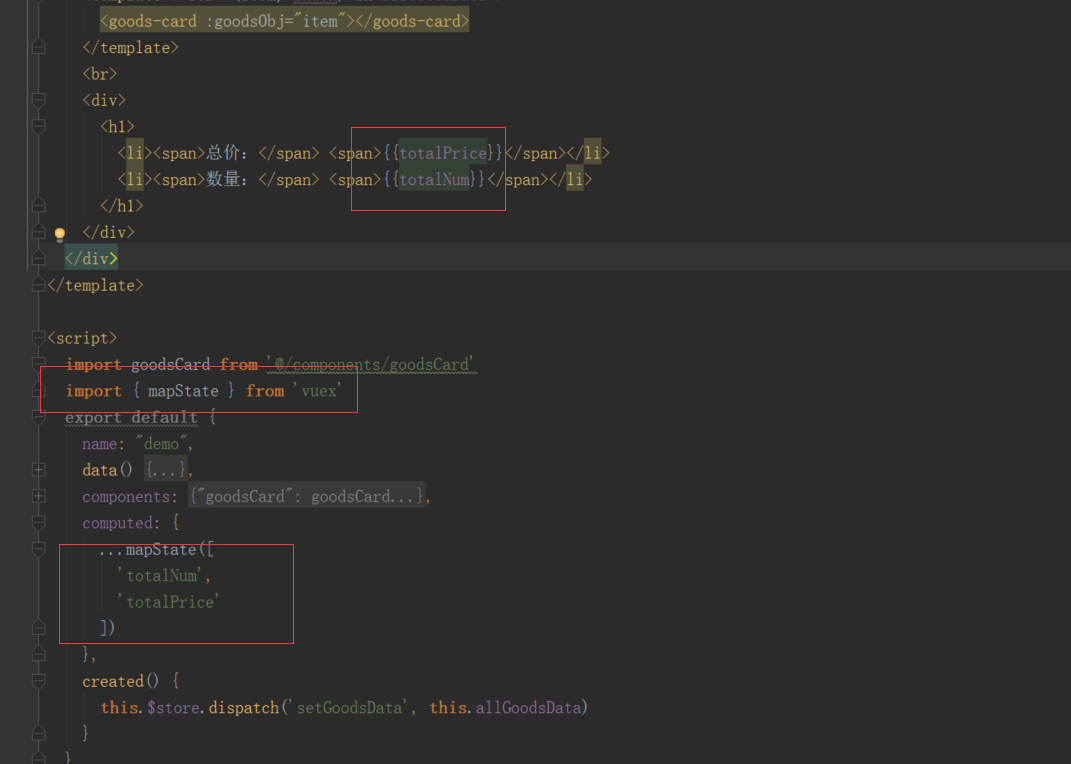 <goods-card :goodsObj="item"></goods-card>
</template>
<br>
<div>
<h1>
<li><span>总价：</span> <span>{{totalPrice}}</span></li>
<li><span>数量：</span> <span>{{totalNum}}</span></li>
</h1>
</div>
</div>
</template>
<script>
import goodsCard from '@/components/goodsCard'
import { mapState } from 'vuex'
export default {
name: "demo",
data() {...},
components: {"goodsCard": goodsCard...},
computed: {
...mapState([
'totalNum',
'totalPrice'
])
},
created() {
this.$store.dispatch('setGoodsData', this.allGoodsData)
}
}